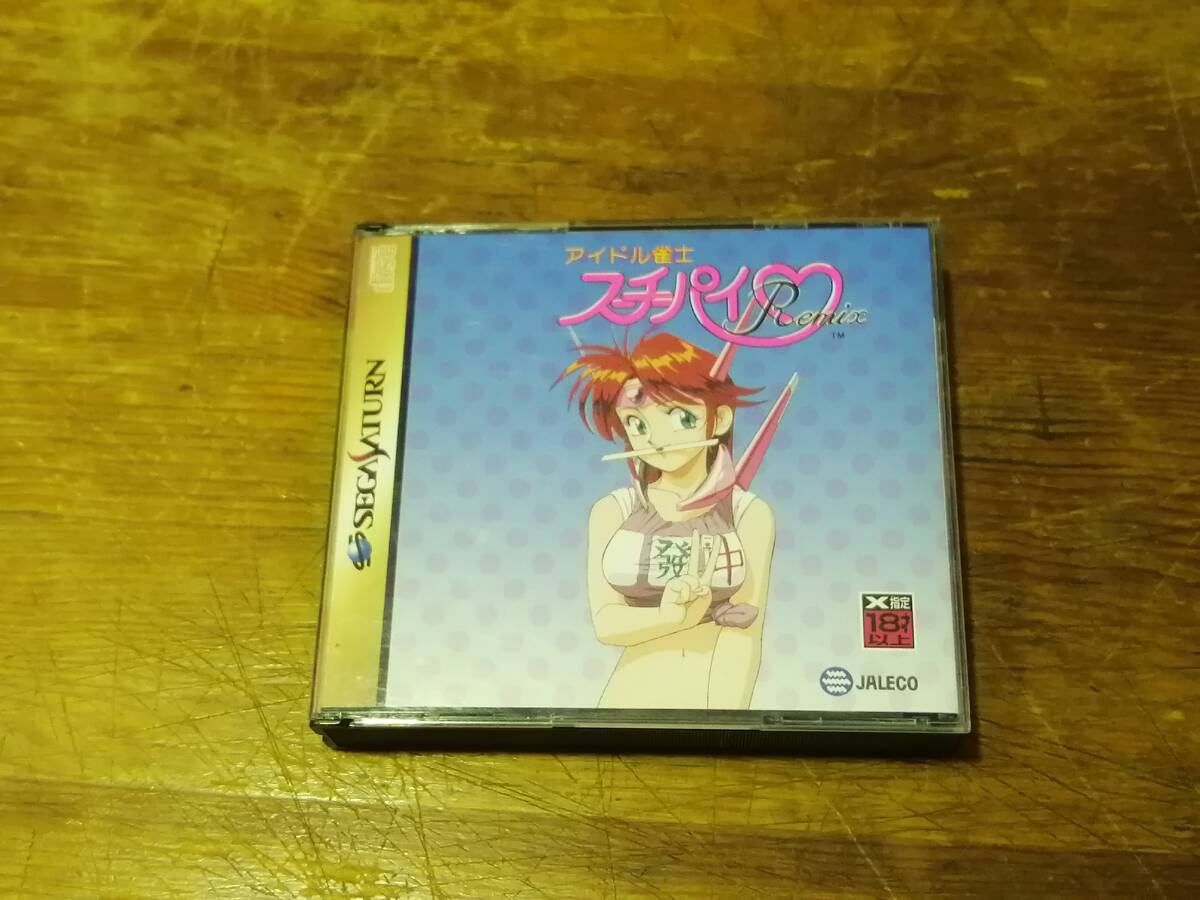 アイドル雀士
スーチーパイ
Remix
TM
SEGA SATURN
發
中
X指定
18才
以上
JALECO